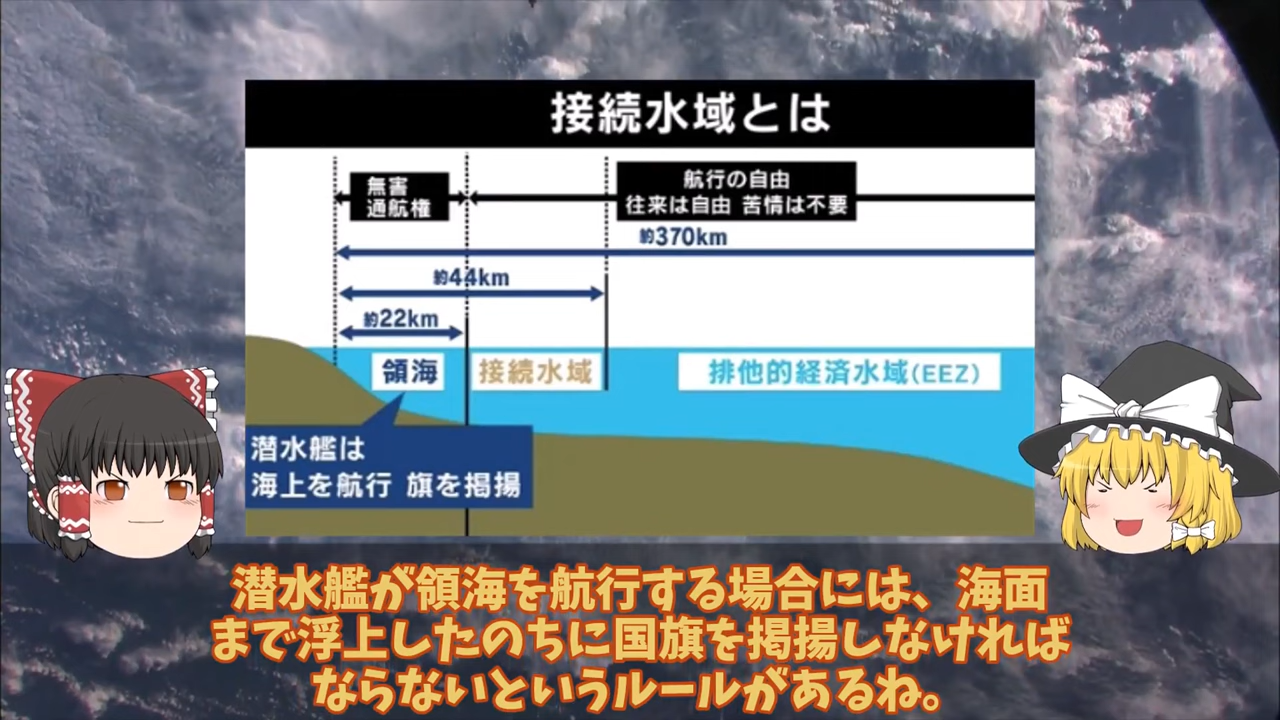 接続水域とは
無害
通航権
航行の自由
往来は自由 苦情は不要
約370km
約44km
約22km
領海
接続水域
排他的経済水域(EEZ)
潜水艦は
海上を航行 旗を掲揚
潜水艦が領海を航行する場合には、海面
まで浮上したのちに国旗を掲揚しなければ
ならないというルールがあるね。